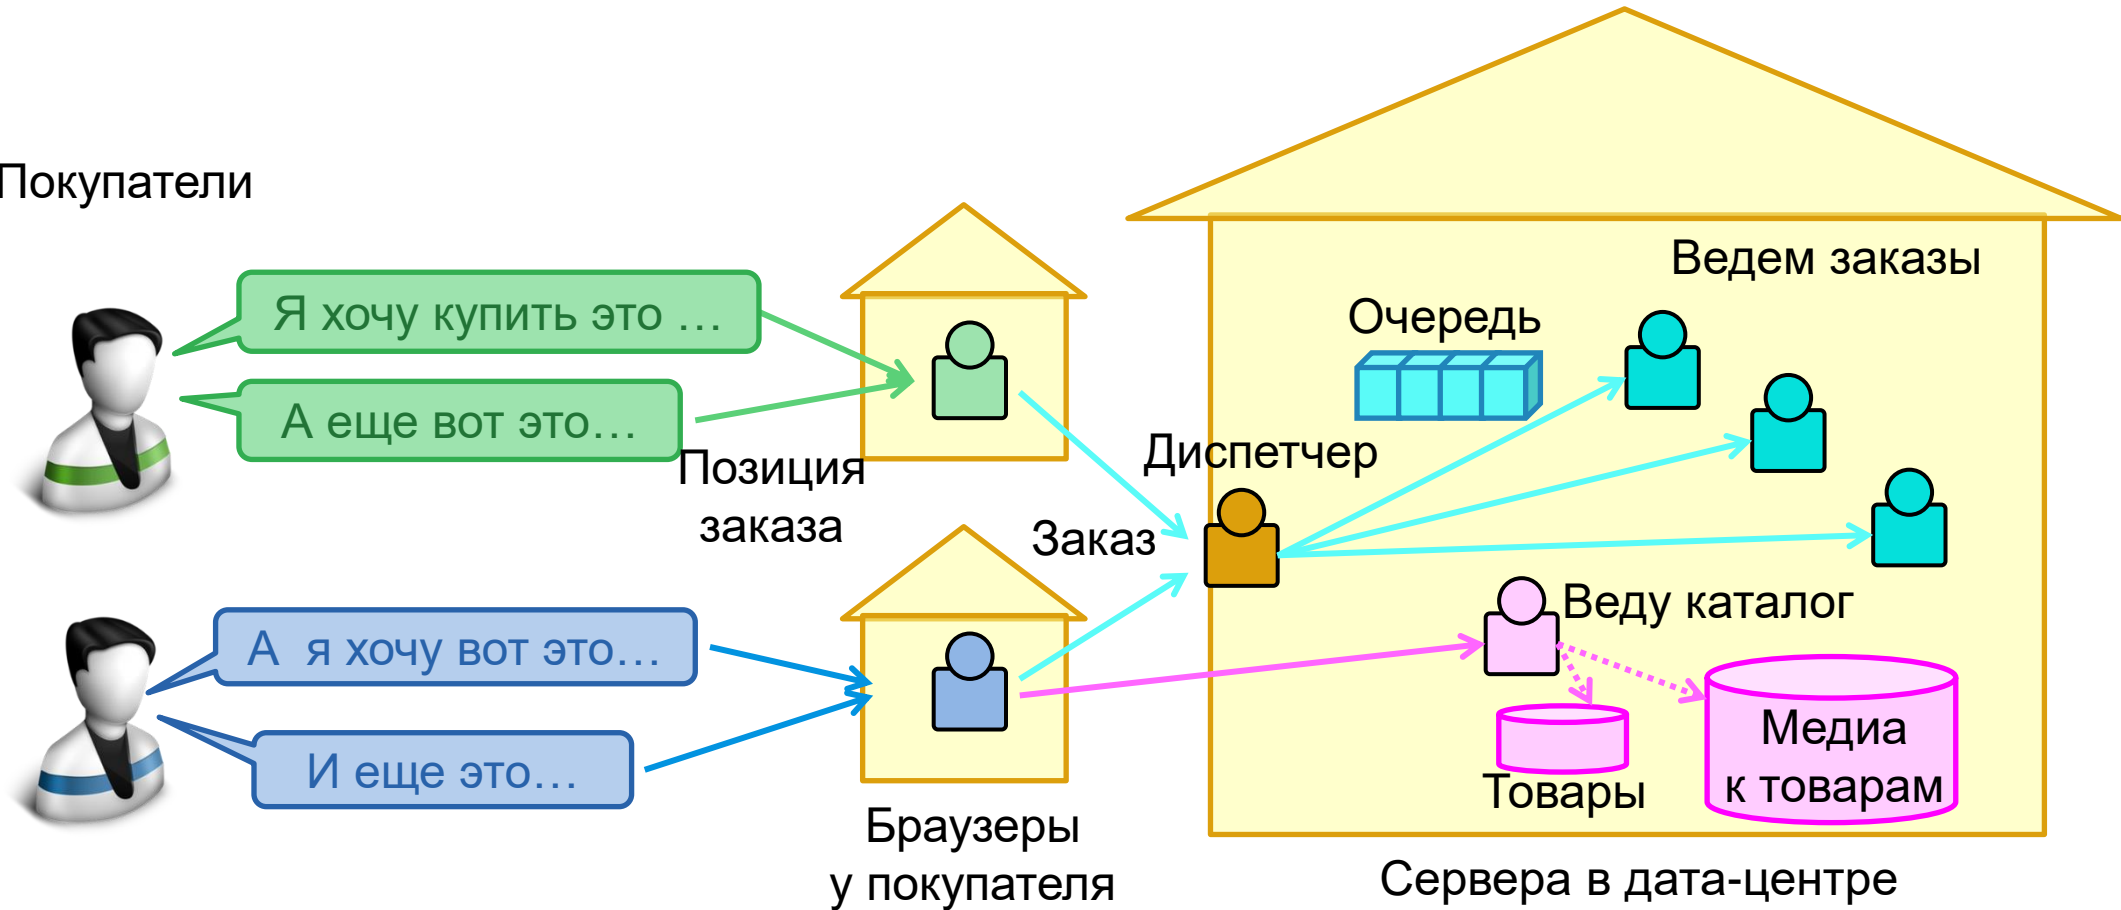 Покупатели
Я хочу купить это …
А еще вот это…
Позиция
заказа
А  я хочу вот это…
И еще это…
Браузеры
у покупателя
Заказ
Диспетчер
Очередь
Ведем заказы
Веду каталог
Товары
Медиа
к товарам
Сервера в дата-центре